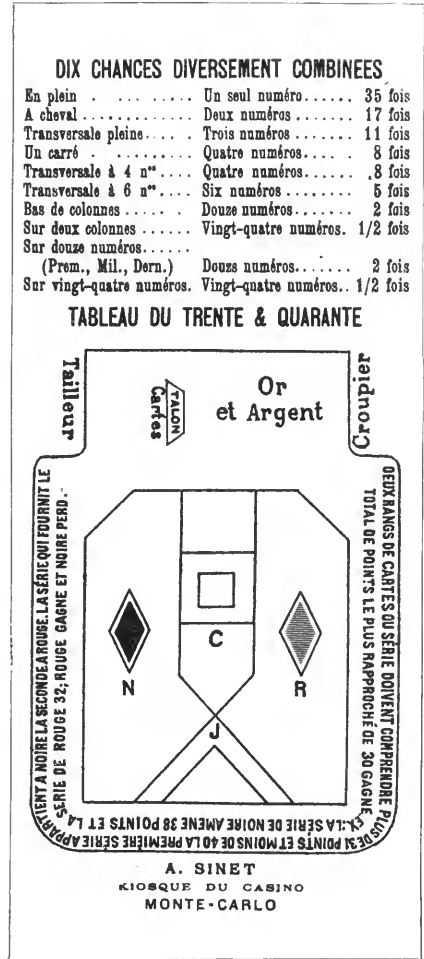 DIX CHANCES DIVERSEMENT COMBINEES
En plein . ........ Un seul numéro...... 35 fois
A cheval ......... Deux numéros ....... 17 fois
Transversale pleine..... Trois numéros ....... 11 fois
Un carré . ......... Quatre numéros..... 8 fois
Transversale à 4 nos.... Quatre numéros...... 8 fois
Transversale à 6 nos.... Six numéros ........ 5 fois
Bas de colonnes ...... Douze numéros....... 2 fois
Sur deux colonnes ...... Vingt-quatre numéros. 1/2 fois
Sur douze numéros......
(Prem., Mil., Dern.) Douzs numéros....... 2 fois
Sur vingt-quatre numéros. Vingt-quatre numéros.. 1/2 fois
TABLEAU DU TRENTE & QUARANTE
Tailleur
Cartes
TALON
Or
et Argent
Croupier
DEUX RANGS DE CARTES OU SÉRIE DOIVENT COMPRENDRE PLUS
DE 31 POINTS ET MOINS DE 40 LA PREMIÈRE SÉRIE
APPARTIENT A NOIRE LA SECONDE A ROUGE. LA SÉRIE QUI FOURNIT LE
TOTAL DE POINTS LE PLUS RAPPROCHÉ DE 30 GAGNE.
EX.: LA SÉRIE DE NOIRE AMÈNE 38 POINTS ET LA
SÉRIE DE ROUGE 32; ROUGE GAGNE ET NOIRE PERD.
C
N
R
J
A. SINET
KIOSQUE DU CASINO
MONTE-CARLO